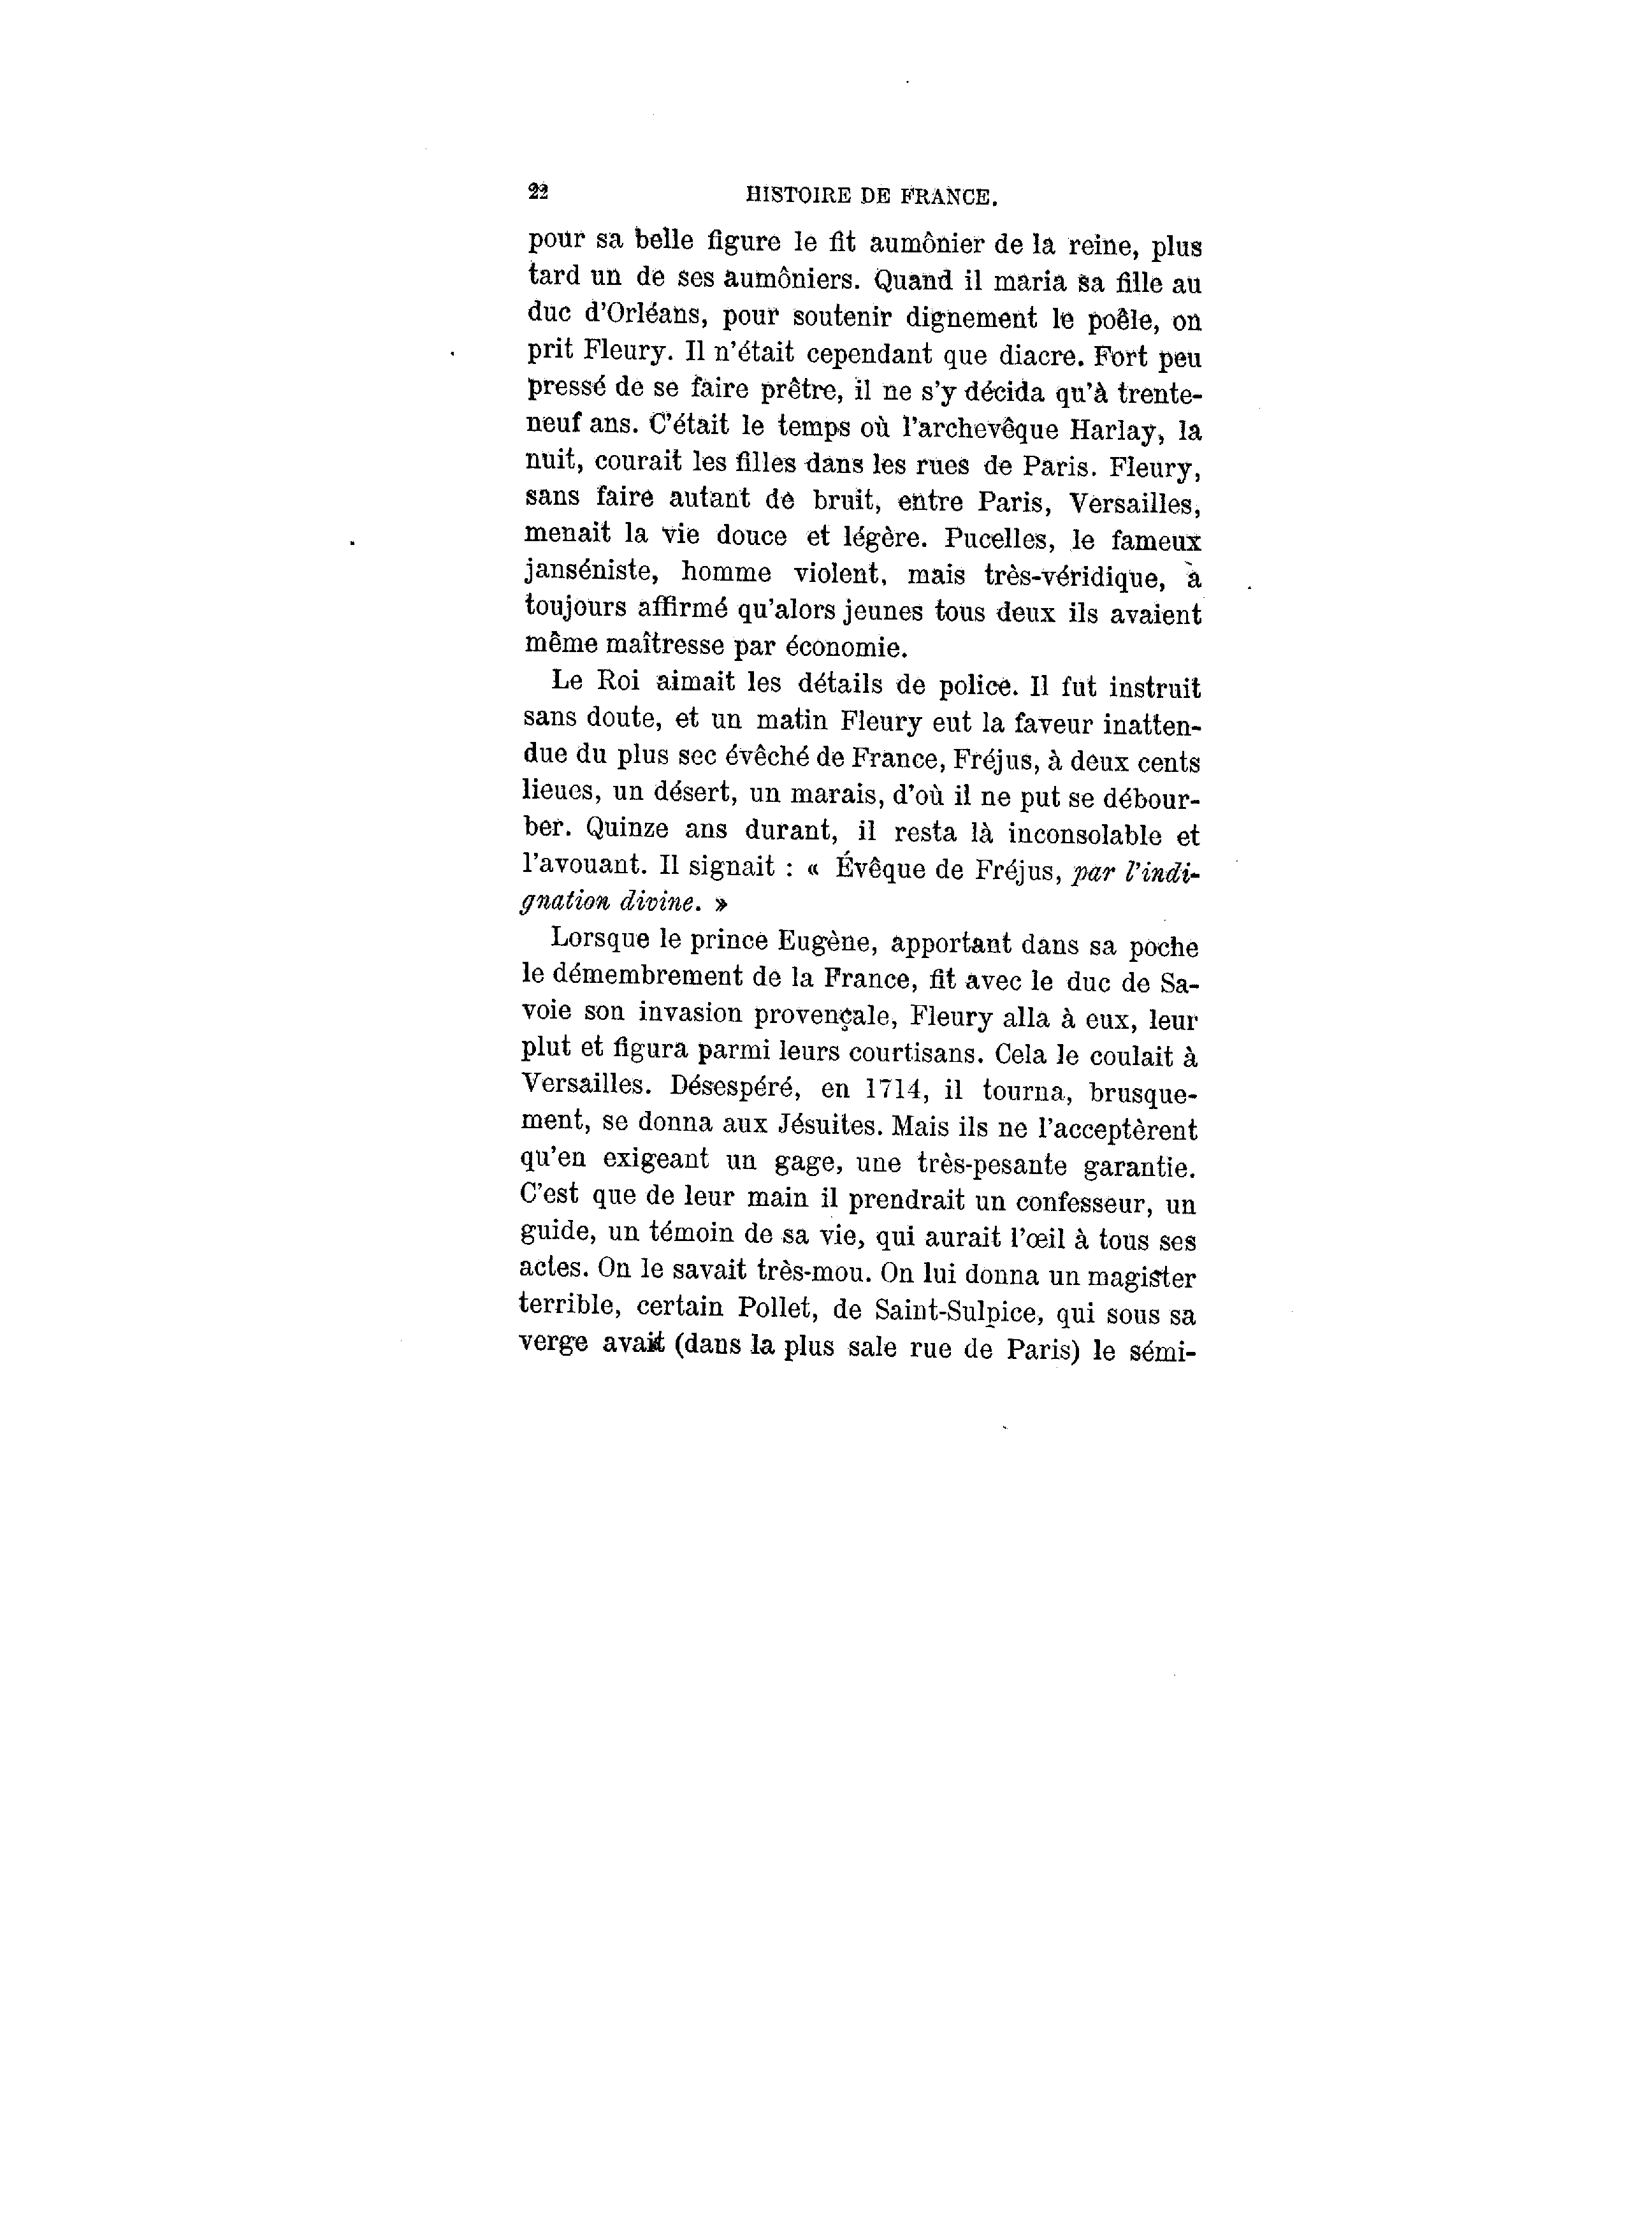 22 HISTOIRE DE FRANCE.
pour sa belle figure le fit aumônier de la reine, plus
tard un de ses aumôniers. Quand il maria sa fille au
duc d'Orléans, pour soutenir dignement le poêle, on
prit Fleury. Il n'était cependant que diacre. Fort peu
pressé de se faire prêtre, il ne s'y décida qu'à trente-
neuf ans. C'était le temps où l'archevêque Harlay, la
nuit, courait les filles dans les rues de Paris. Fleury,
sans faire autant de bruit, entre Paris, Versailles,
menait la vie douce et légère. Pucelles, le fameux
janséniste, homme violent, mais très-véridique, à
toujours affirmé qu'alors jeunes tous deux ils avaient
même maîtresse par économie.
Le Roi aimait les détails de police. Il fut instruit
sans doute, et un matin Fleury eut la faveur inatten-
due du plus sec évêché de France, Fréjus, à deux cents
lieues, un désert, un marais, d'où il ne put se débour-
ber. Quinze ans durant, il resta là inconsolable et
l'avouant. Il signait : « Évêque de Fréjus, par l'indi-
gnation divine. »
Lorsque le prince Eugène, apportant dans sa poche
le démembrement de la France, fit avec le duc de Sa-
voie son invasion provençale, Fleury alla à eux, leur
plut et figura parmi leurs courtisans. Cela le coulait à
Versailles. Désespéré, en 1714, il tourna, brusque-
ment, se donna aux Jésuites. Mais ils ne l'acceptèrent
qu'en exigeant un gage, une très-pesante garantie.
C'est que de leur main il prendrait un confesseur, un
guide, un témoin de sa vie, qui aurait l'œil à tous ses
actes. On le savait très-mou. On lui donna un magister
terrible, certain Pollet, de Saint-Sulpice, qui sous sa
verge avait (dans la plus sale rue de Paris) le sémi-